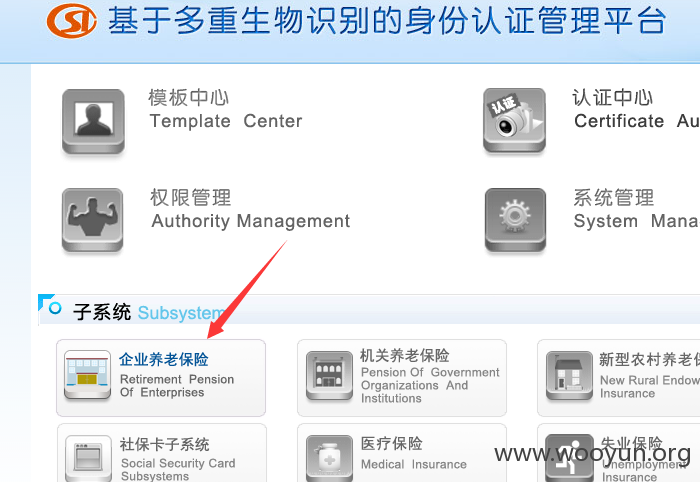 CSI 基于多重生物识别的身份认证管理平台
模板中心
Template Center
认证
认证中心
Certificate Au
权限管理
Authority Management
系统管理
System Mana
子系统 Subsystem
企业养老保险
Retirement Pension
Of Enterprises
机关养老保险
Pension Of Government
Organizations And
Institutions
新型农村养老保
New Rural Endow
Insurance
社保卡子系统
Social Security Card
Subsystems
医疗保险
Medical Insurance
失业保险
Unemployment
Insurance
www.wooyun.org